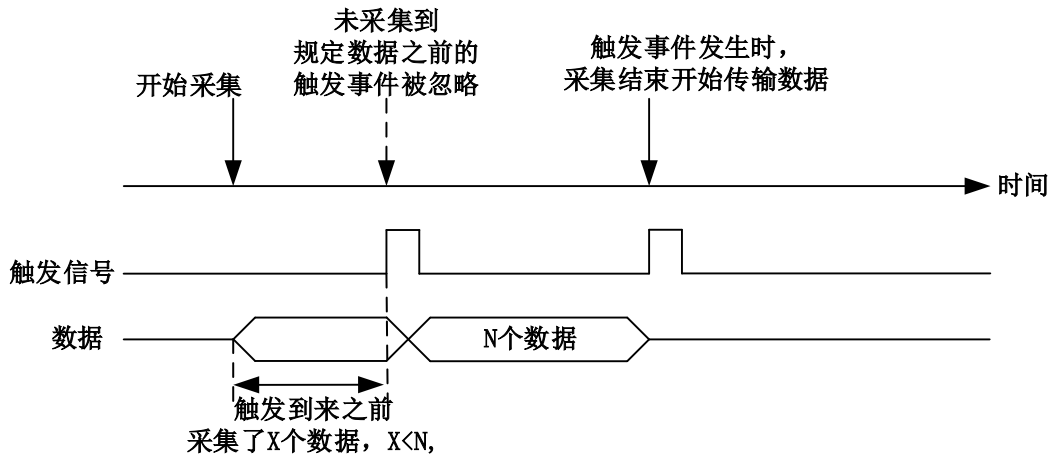 未采集到
规定数据之前的
触发事件被忽略
开始采集
触发事件发生时，
采集结束开始传输数据
时间
触发信号
数据
N个数据
触发到来之前
采集了X个数据，X<N,